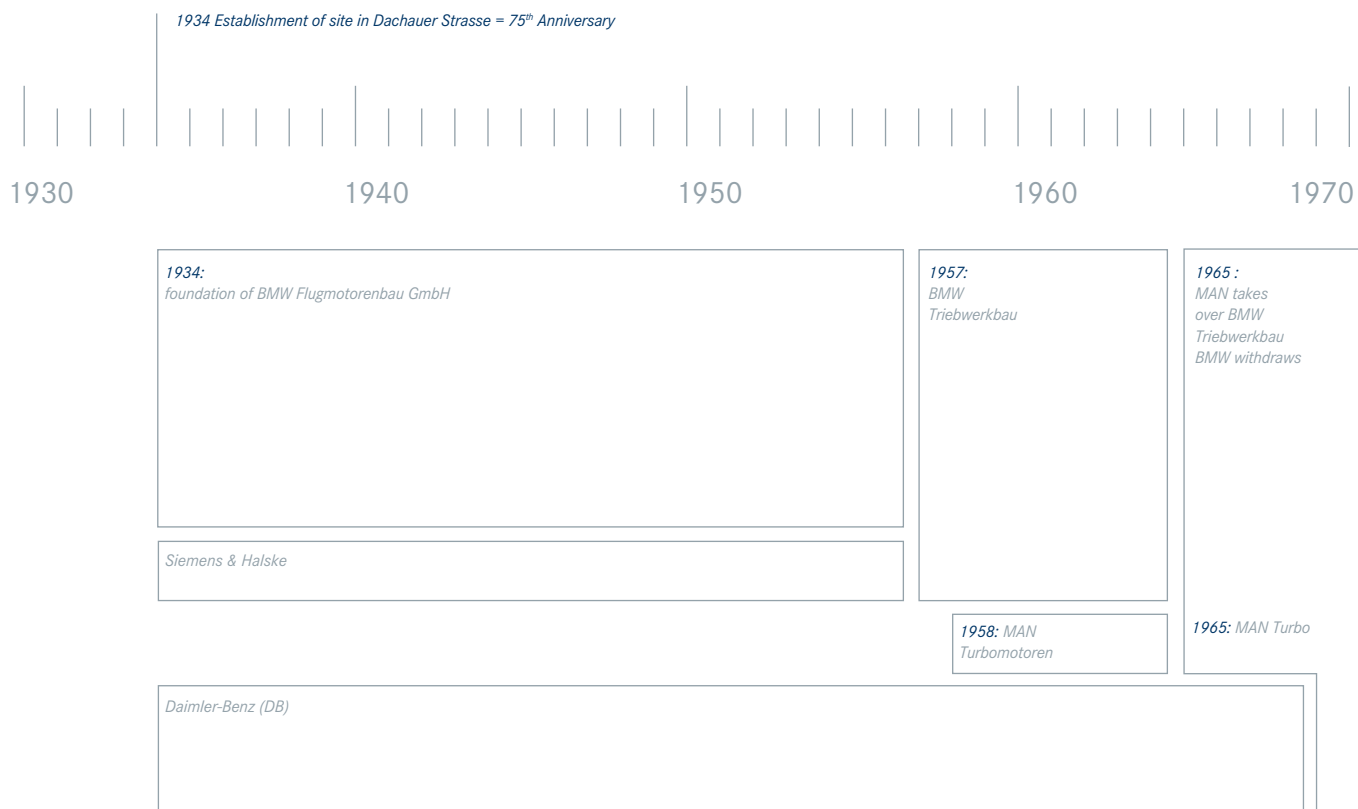 1934 Establishment of site in Dachauer Strasse = 75th Anniversary
1930 1940 1950 1960 1970
1934:
foundation of BMW Flugmotorenbau GmbH
1957:
BMW
Triebwerkbau
1965 :
MAN takes
over BMW
Triebwerkbau
BMW withdraws
Siemens & Halske
1958: MAN
Turbomotoren
1965: MAN Turbo
Daimler-Benz (DB)